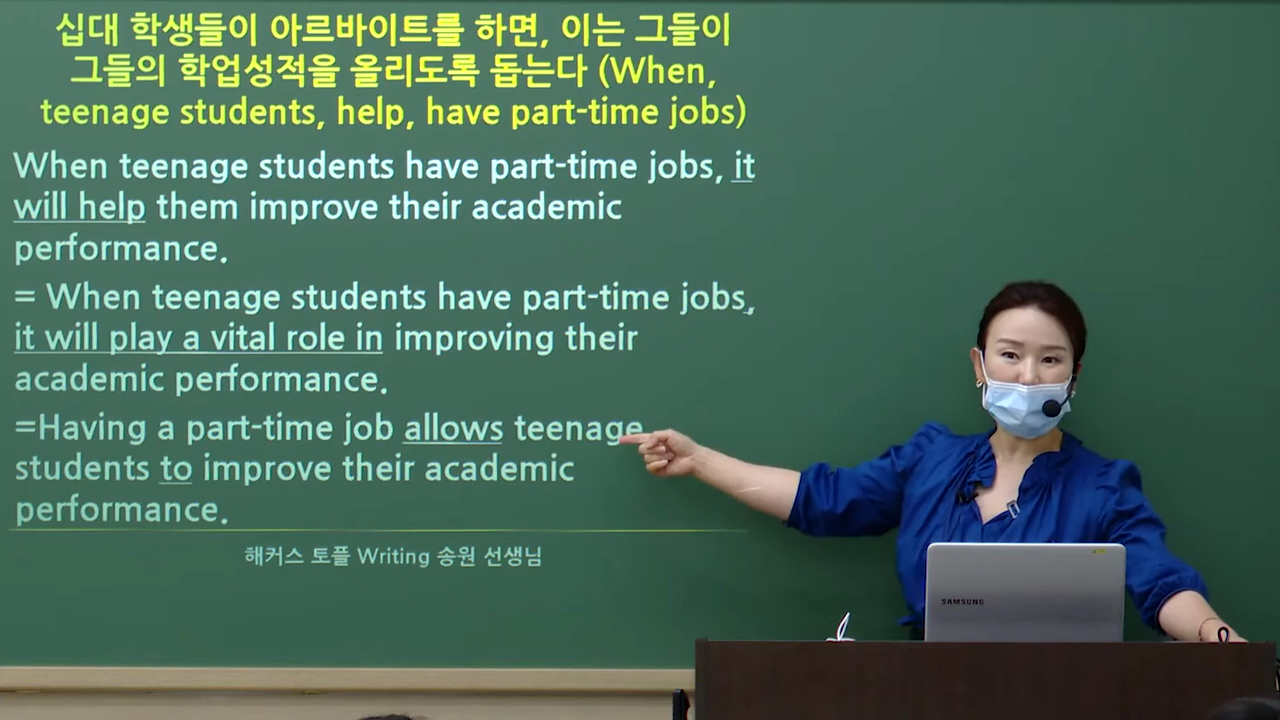 십대 학생들이 아르바이트를 하면, 이는 그들이
그들의 학업성적을 올리도록 돕는다 (When,
teenage students, help, have part-time jobs)
When teenage students have part-time jobs, it
will help them improve their academic
performance.
= When teenage students have part-time jobs,
it will play a vital role in improving their
academic performance.
=Having a part-time job allows teenage
students to improve their academic
performance.
해커스 토플 Writing 송원 선생님
SAMSUNG